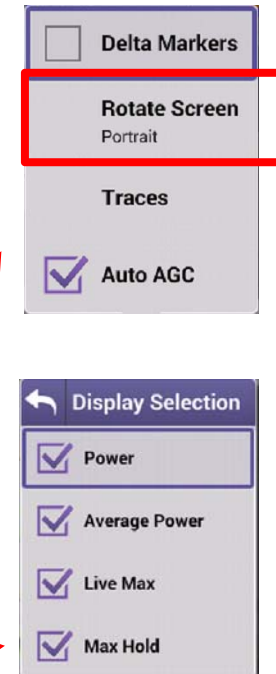 Delta Markers
Rotate Screen
Portrait
Traces
Auto AGC
Display Selection
Power
Average Power
Live Max
Max Hold